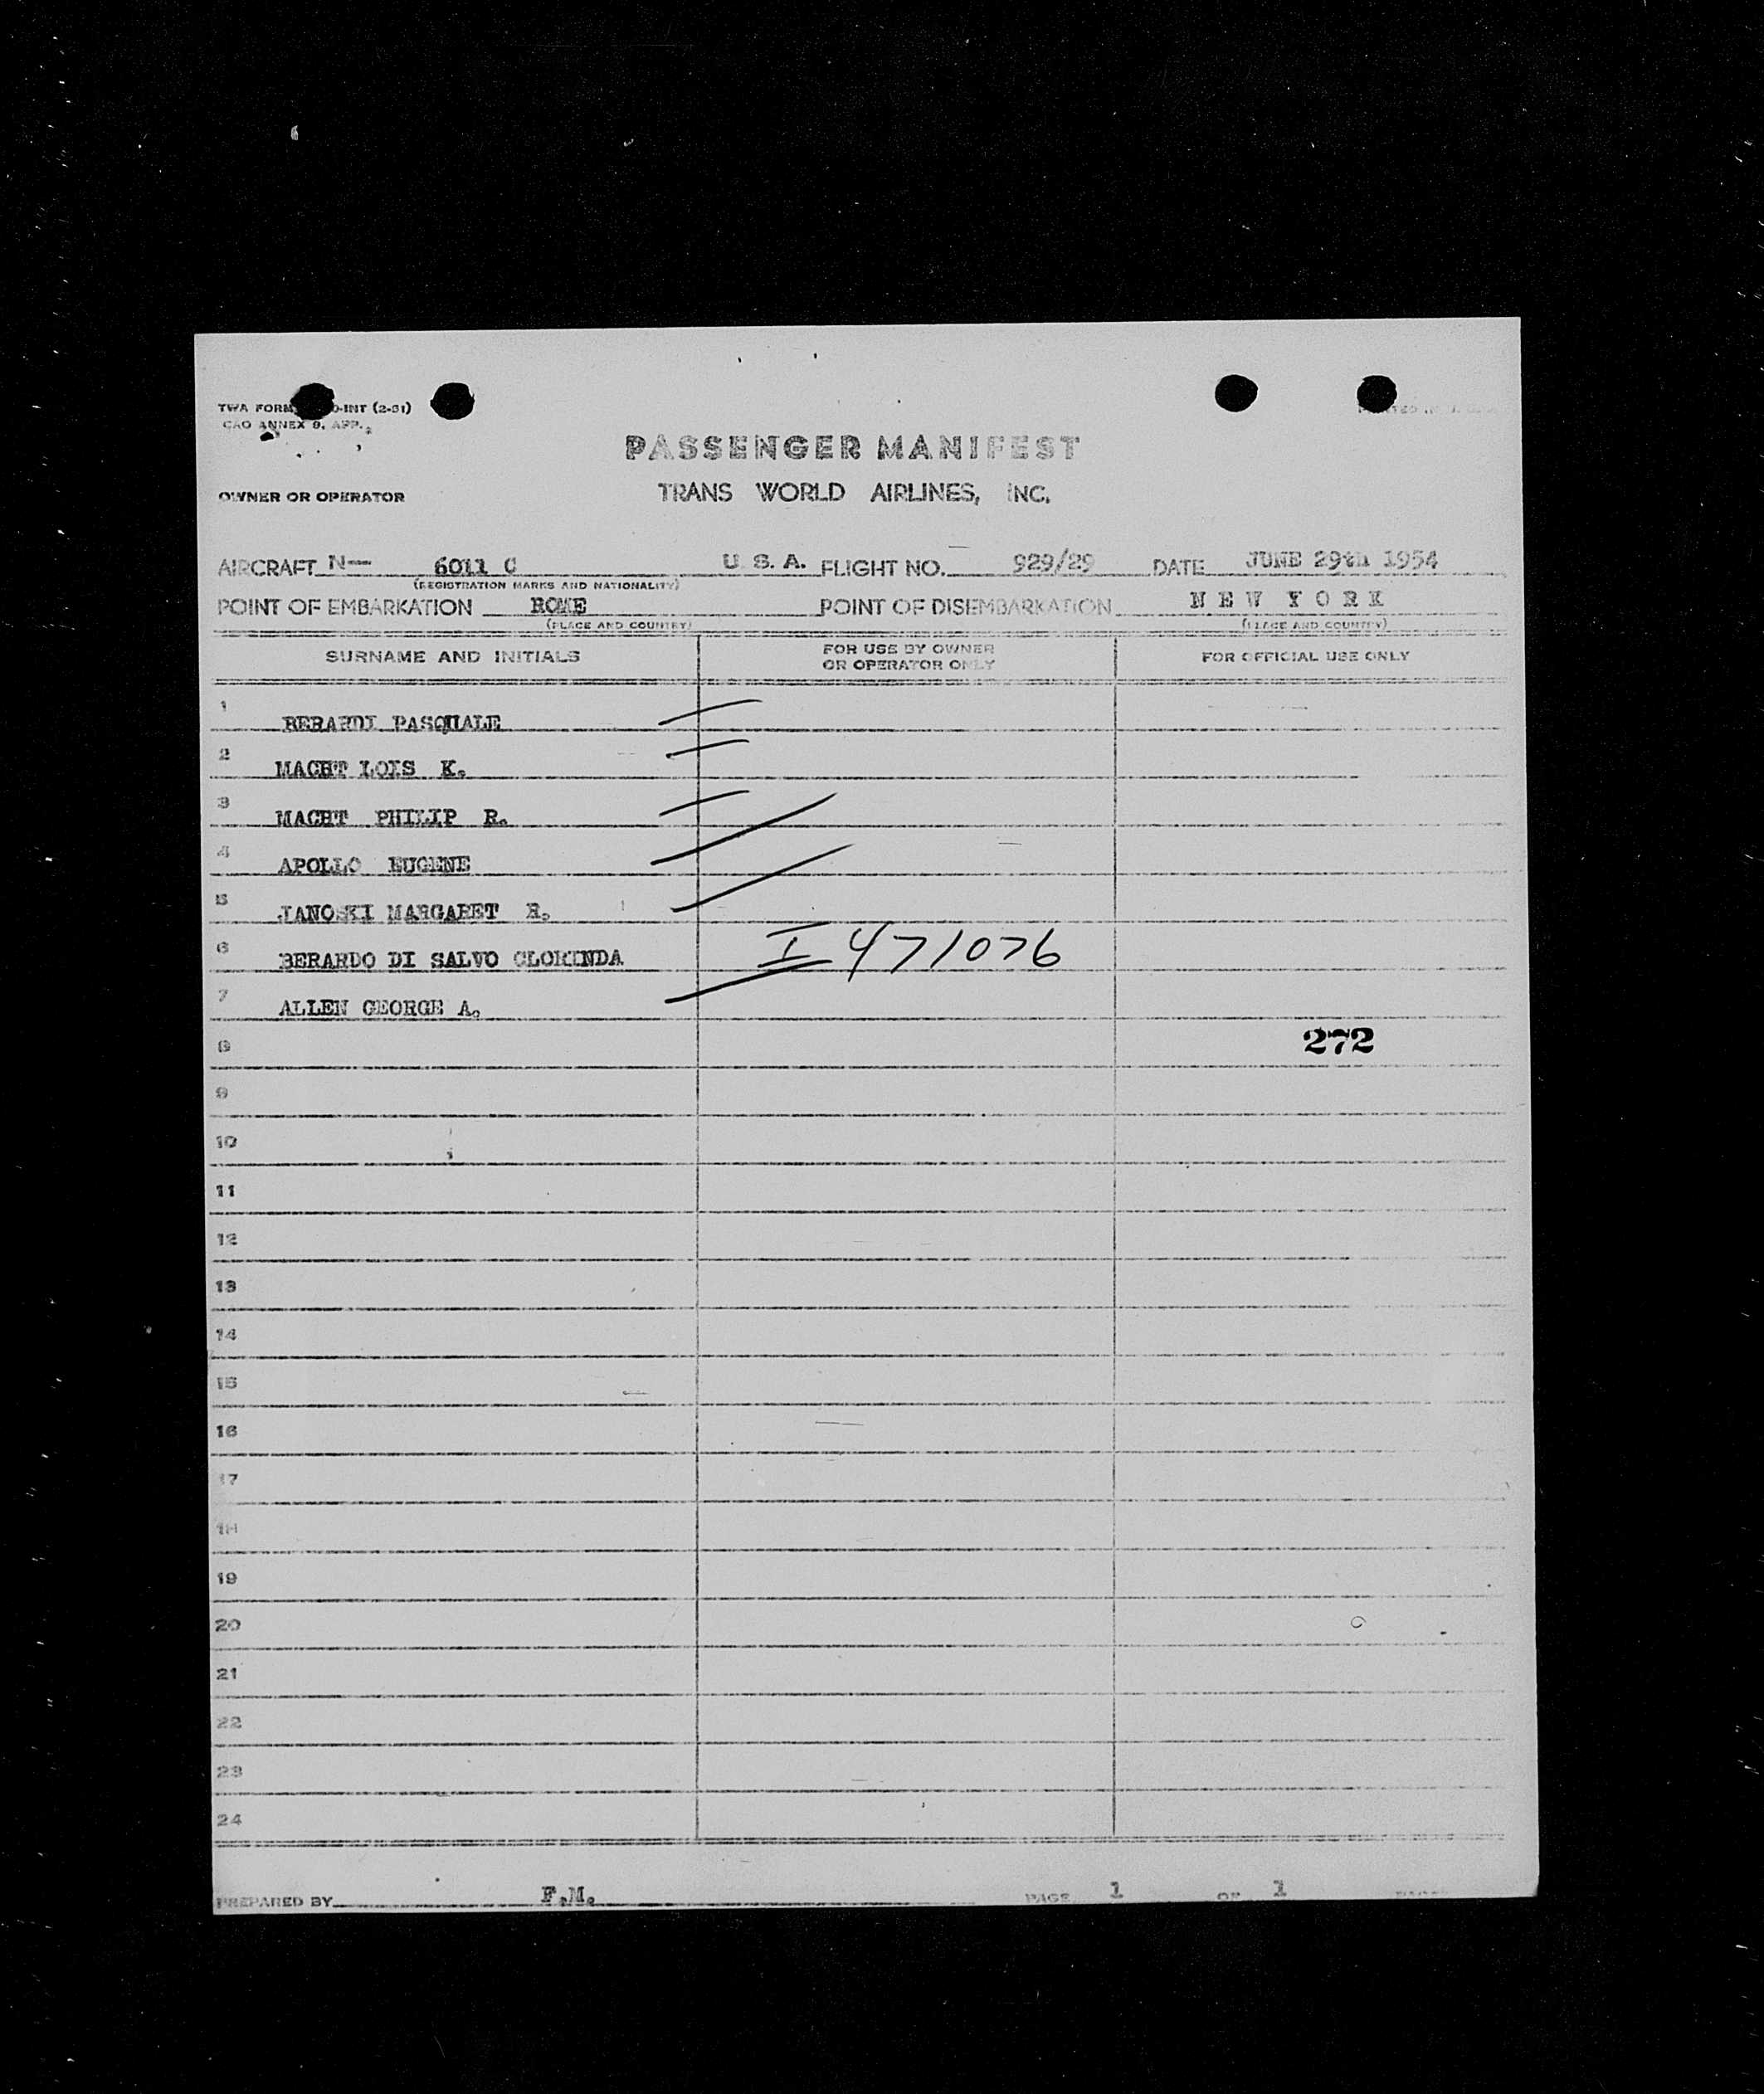 TWA FORM -INT (2-51)
CAO ANNEX 9, APP.
PASSENGER MANIFEST
OWNER OR OPERATOR TRANS WORLD AIRLINES, INC.
AIRCRAFT N— 6011 C U. S. A. FLIGHT NO. 929/29 DATE JUNE 29th 1954
(REGISTRATION MARKS AND NATIONALITY)
POINT OF EMBARKATION ROME POINT OF DISEMBARKATION NEW YORK
(PLACE AND COUNTRY) (PLACE AND COUNTRY)
SURNAME AND INITIALS FOR USE BY OWNER OR OPERATOR ONLY FOR OFFICIAL USE ONLY
1 BERARDI PASQUALE
2 MACHT LOIS K.
3 MACHT PHILIP R.
4 APOLLO EUGENE
5 JANOSKI MARGARET R.
6 BERARDO DI SALVO CLORINDA I 471076
7 ALLEN GEORGE A.
8 272
9
10
11
12
13
14
15
16
17
18
19
20
21
22
23
24
PREPARED BY F.M. PAGE 1 OF 1